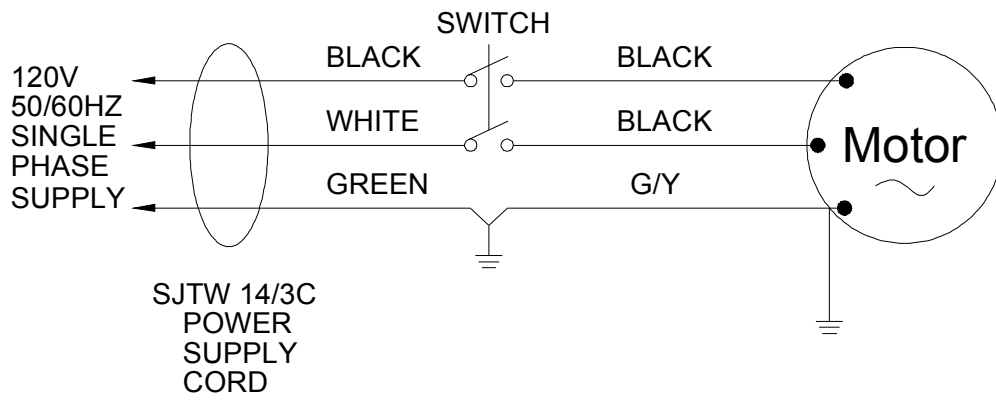 SWITCH
BLACK
BLACK
120V
50/60HZ
SINGLE
PHASE
SUPPLY
WHITE
BLACK
Motor
GREEN
G/Y
SJTW 14/3C
POWER
SUPPLY
CORD